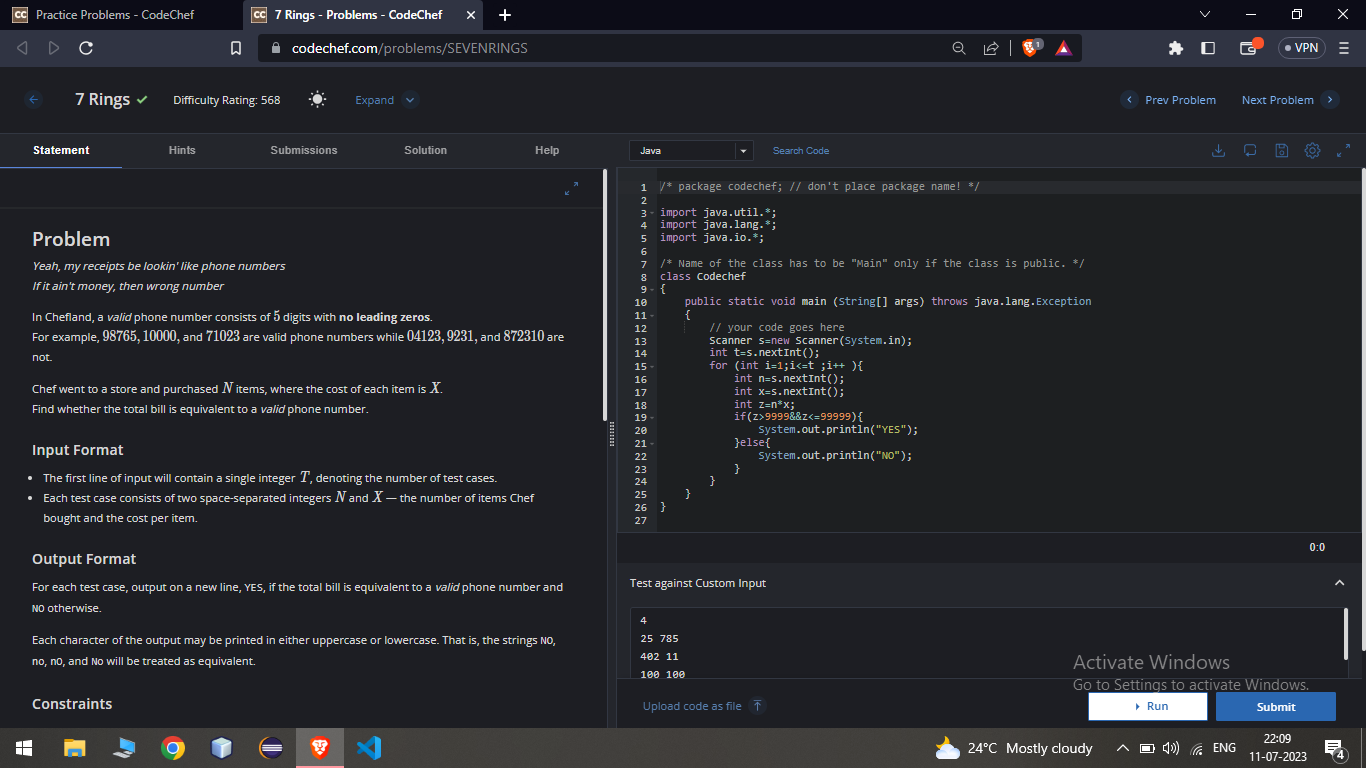 Practice Problems - CodeChef
7 Rings - Problems - CodeChef
codechef.com/problems/SEVENRINGS
1
VPN
7 Rings
Difficulty Rating: 568
Expand
Prev Problem
Next Problem
Statement
Hints
Submissions
Solution
Help
Java
Search Code
Problem
Yeah, my receipts be lookin' like phone numbers
If it ain't money, then wrong number
In Chefland, a valid phone number consists of 5 digits with no leading zeros.
For example, 98765, 10000, and 71023 are valid phone numbers while 04123, 9231, and 872310 are
not.
Chef went to a store and purchased N items, where the cost of each item is X.
Find whether the total bill is equivalent to a valid phone number.
Input Format
• The first line of input will contain a single integer T, denoting the number of test cases.
• Each test case consists of two space-separated integers N and X — the number of items Chef
bought and the cost per item.
Output Format
For each test case, output on a new line, YES, if the total bill is equivalent to a valid phone number and
NO otherwise.
Each character of the output may be printed in either uppercase or lowercase. That is, the strings NO,
no, nO, and No will be treated as equivalent.
Constraints
1 /* package codechef; // don't place package name! */
2
3 import java.util.*;
4 import java.lang.*;
5 import java.io.*;
6
7 /* Name of the class has to be "Main" only if the class is public. */
8 class Codechef
9 {
10 public static void main (String[] args) throws java.lang.Exception
11 {
12 // your code goes here
13 Scanner s=new Scanner(System.in);
14 int t=s.nextInt();
15 for (int i=1;i<=t ;i++ ){
16 int n=s.nextInt();
17 int x=s.nextInt();
18 int z=n*x;
19 if(z>9999&&z<=99999){
20 System.out.println("YES");
21 }else{
22 System.out.println("NO");
23 }
24 }
25 }
26 }
27
0:0
Test against Custom Input
4
25 785
402 11
100 100
Activate Windows
Go to Settings to activate Windows.
Upload code as file
Run
Submit
24°C Mostly cloudy
ENG
22:09
11-07-2023
4